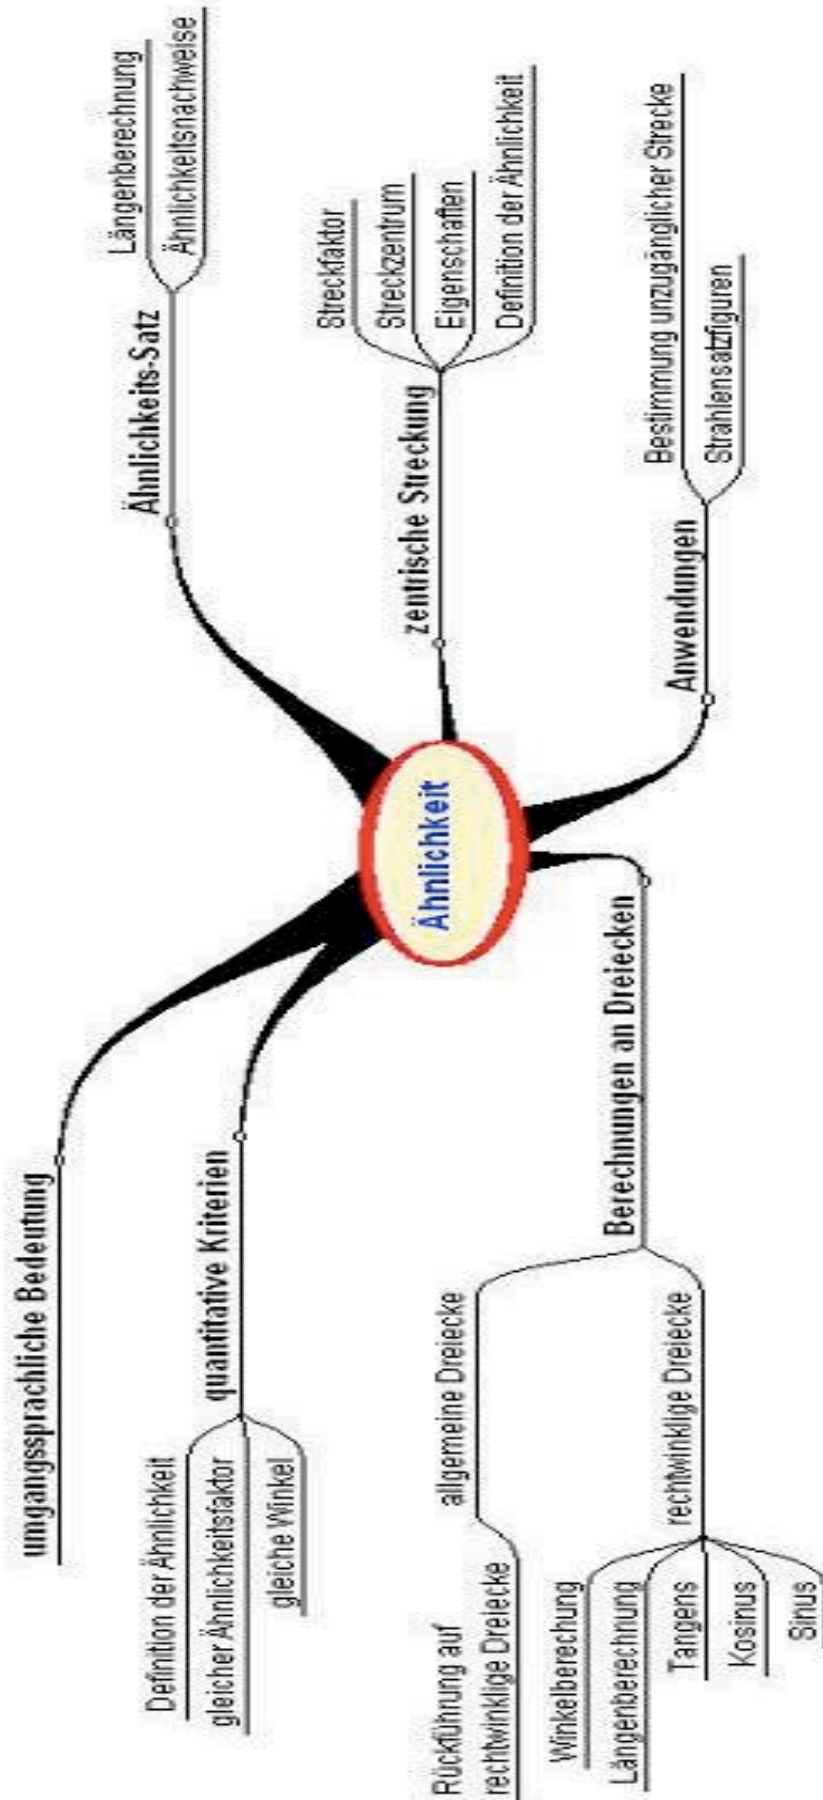 umgangssprachliche Bedeutung
quantitative Kriterien
Definition der Ähnlichkeit
gleicher Ähnlichkeitsfaktor
gleiche Winkel
Ähnlichkeit
Ähnlichkeits-Satz
Längenberechnung
Ähnlichkeitsnachweise
zentrische Streckung
Streckfaktor
Streckzentrum
Eigenschaften
Definition der Ähnlichkeit
Anwendungen
Bestimmung unzugänglicher Strecke
Strahlensatzfiguren
Berechnungen an Dreiecken
allgemeine Dreiecke
Rückführung auf
rechtwinklige Dreiecke
rechtwinklige Dreiecke
Winkelberechung
Längenberechnung
Tangens
Kosinus
Sinus